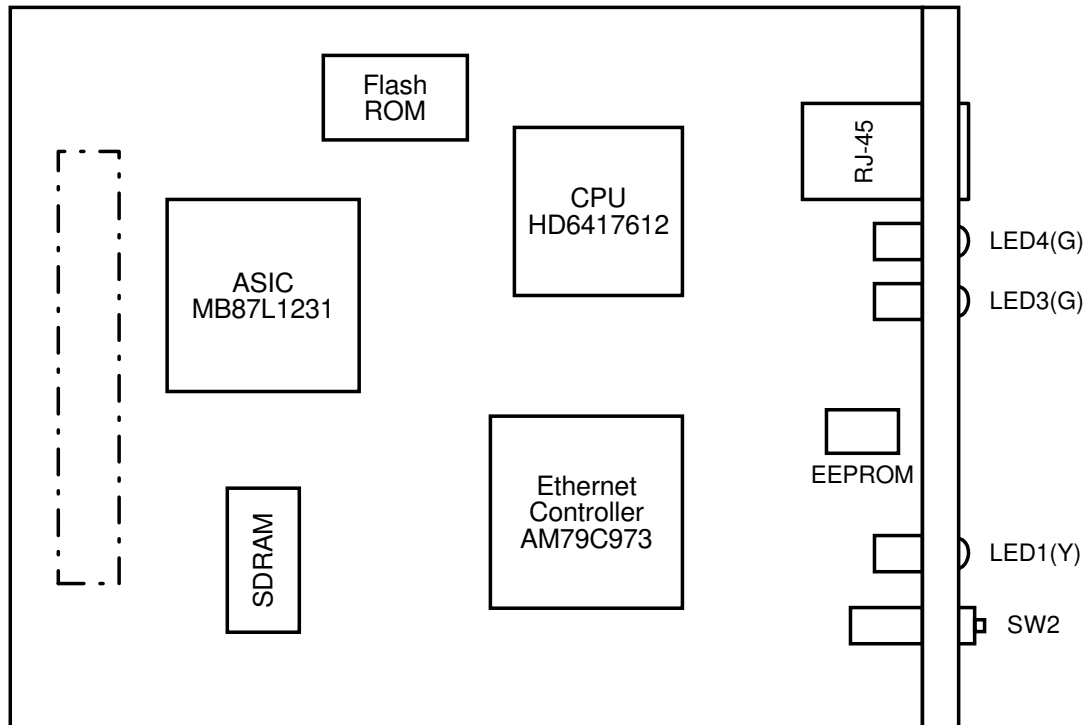 Flash
ROM
RJ-45
CPU
HD6417612
LED4(G)
ASIC
MB87L1231
LED3(G)
EEPROM
Ethernet
Controller
AM79C973
SDRAM
LED1(Y)
SW2